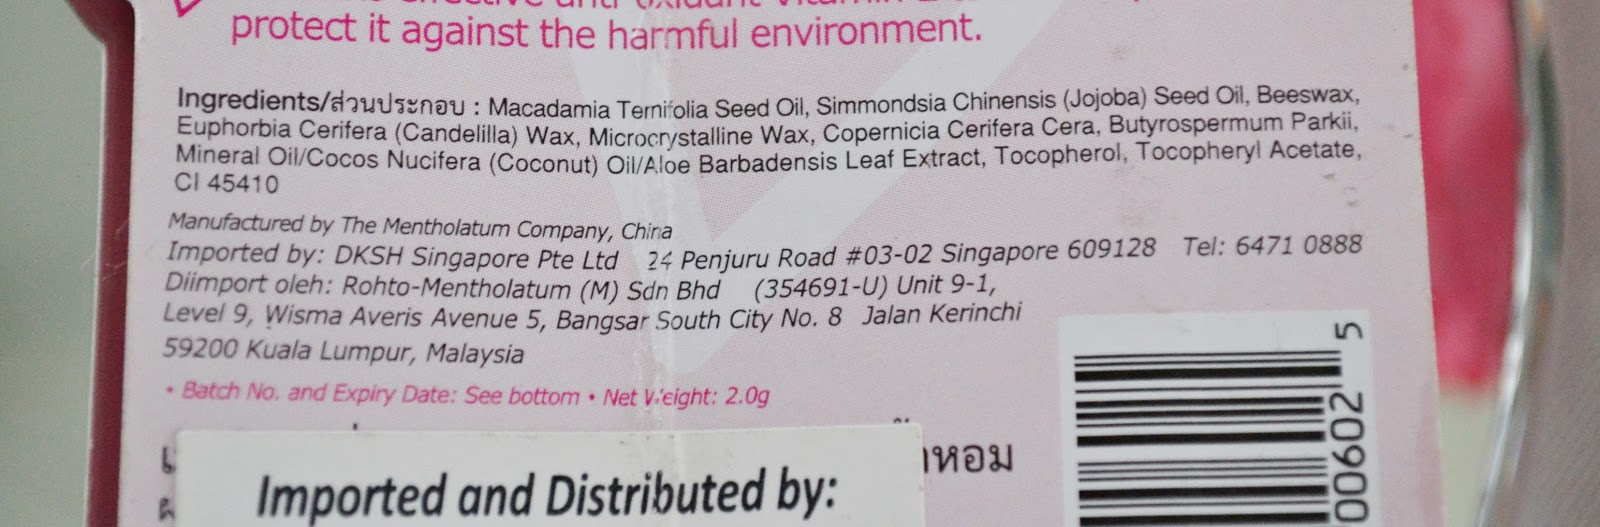 protect it against the harmful environment.
Ingredients/ส่วนประกอบ : Macadamia Ternifolia Seed Oil, Simmondsia Chinensis (Jojoba) Seed Oil, Beeswax,
Euphorbia Cerifera (Candelilla) Wax, Microcrystalline Wax, Copernicia Cerifera Cera, Butyrospermum Parkii,
Mineral Oil/Cocos Nucifera (Coconut) Oil/Aloe Barbadensis Leaf Extract, Tocopherol, Tocopheryl Acetate,
CI 45410
Manufactured by The Mentholatum Company, China
Imported by: DKSH Singapore Pte Ltd 24 Penjuru Road #03-02 Singapore 609128 Tel: 6471 0888
Diimport oleh: Rohto-Mentholatum (M) Sdn Bhd (354691-U) Unit 9-1,
Level 9, Wisma Averis Avenue 5, Bangsar South City No. 8 Jalan Kerinchi
59200 Kuala Lumpur, Malaysia
• Batch No. and Expiry Date: See bottom • Net Weight: 2.0g
Imported and Distributed by:
00602 5